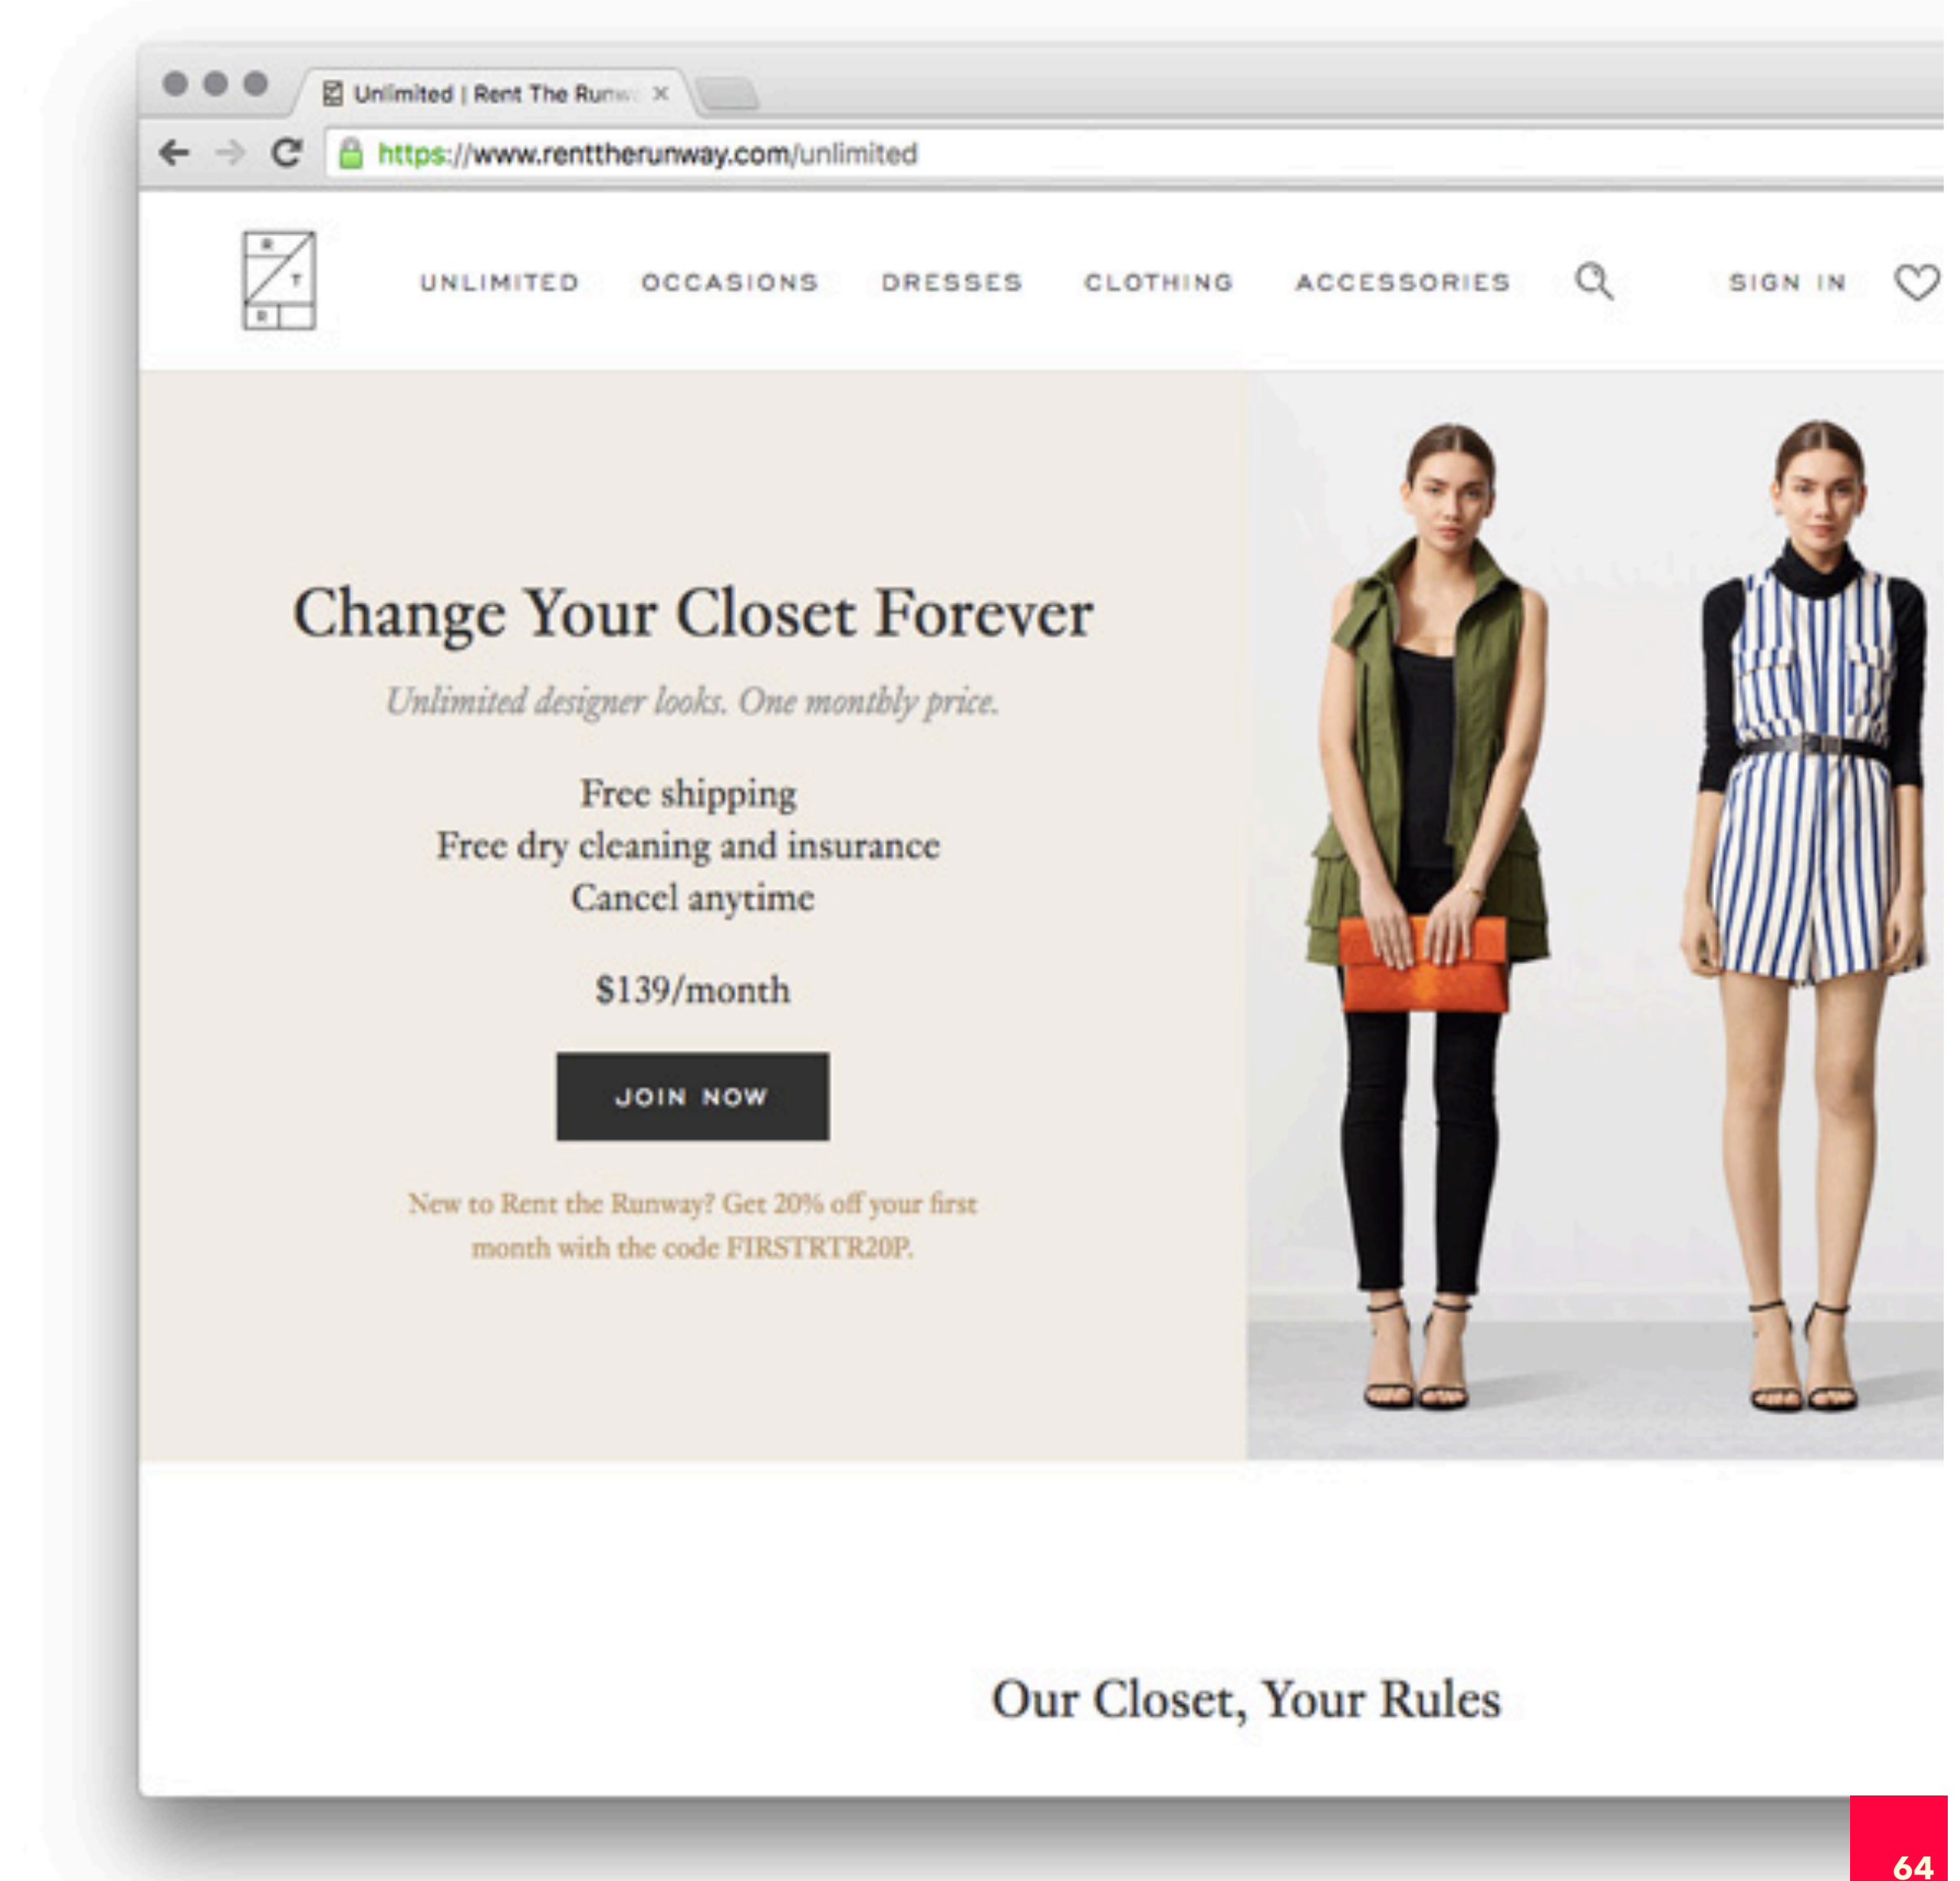 Unlimited | Rent The Runw
https://www.renttherunway.com/unlimited
R T R
UNLIMITED OCCASIONS DRESSES CLOTHING ACCESSORIES SIGN IN
Change Your Closet Forever
Unlimited designer looks. One monthly price.
Free shipping
Free dry cleaning and insurance
Cancel anytime
$139/month
JOIN NOW
New to Rent the Runway? Get 20% off your first
month with the code FIRSTRTR20P.
Our Closet, Your Rules
64